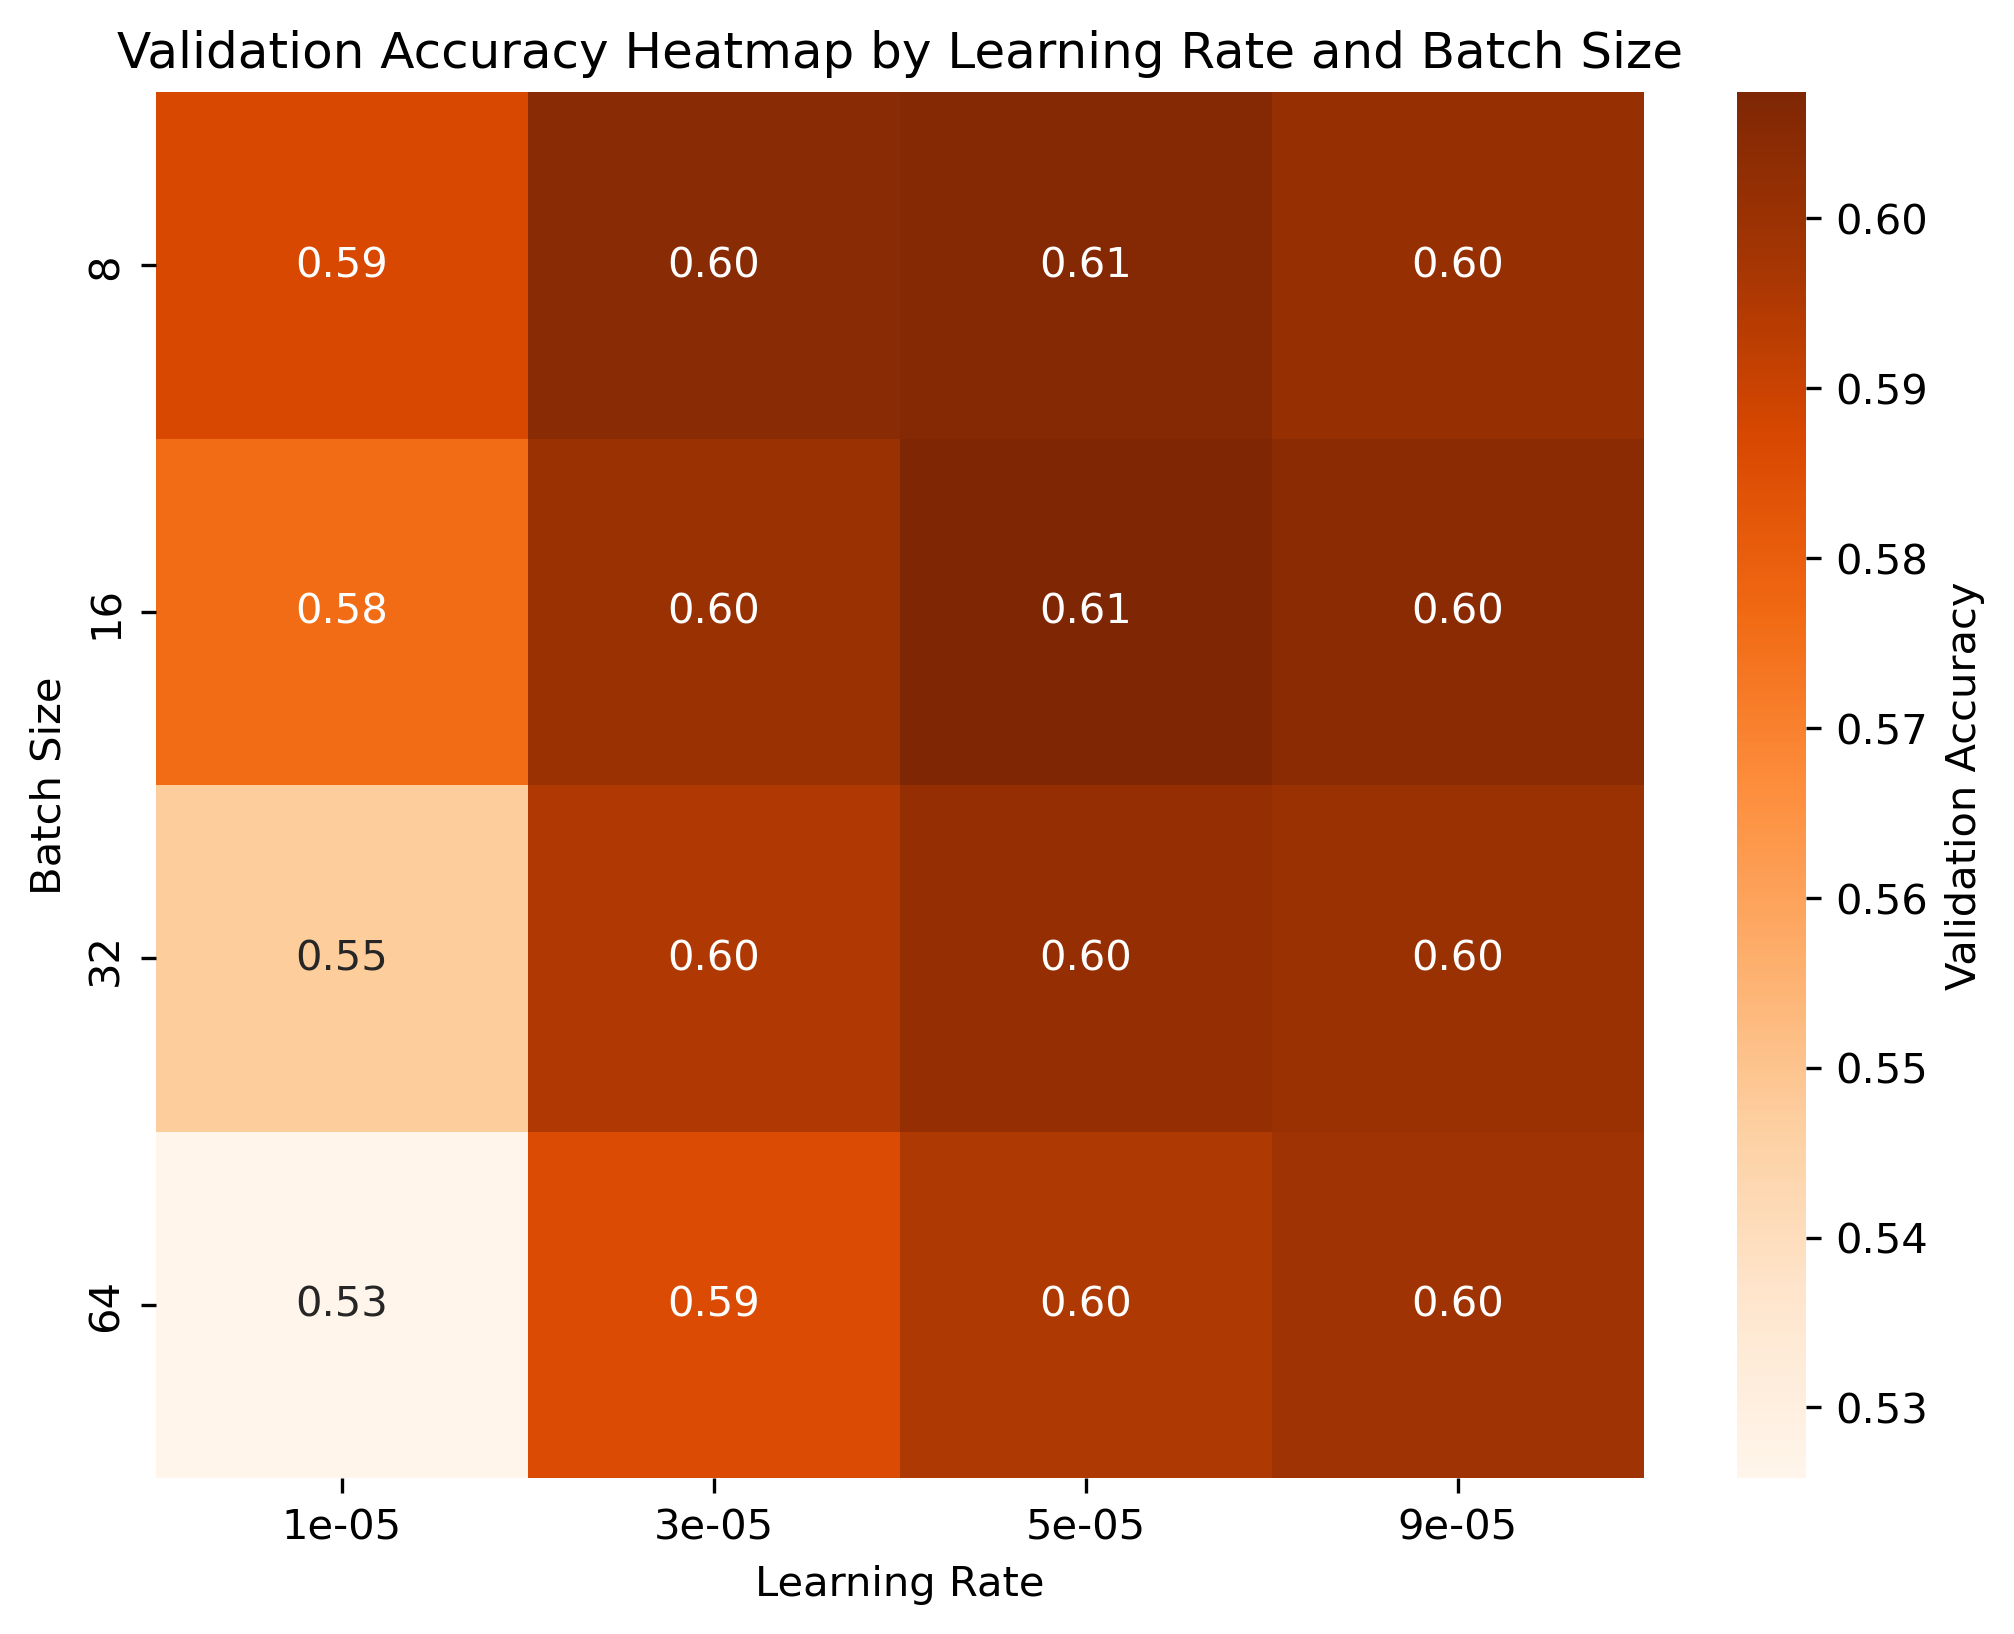 Validation Accuracy Heatmap by Learning Rate and Batch Size
8
0.59 0.60 0.61 0.60
16
0.58 0.60 0.61 0.60
32
0.55 0.60 0.60 0.60
64
0.53 0.59 0.60 0.60
Batch Size
1e-05 3e-05 5e-05 9e-05
Learning Rate
0.60
0.59
0.58
0.57
0.56
0.55
0.54
0.53
Validation Accuracy